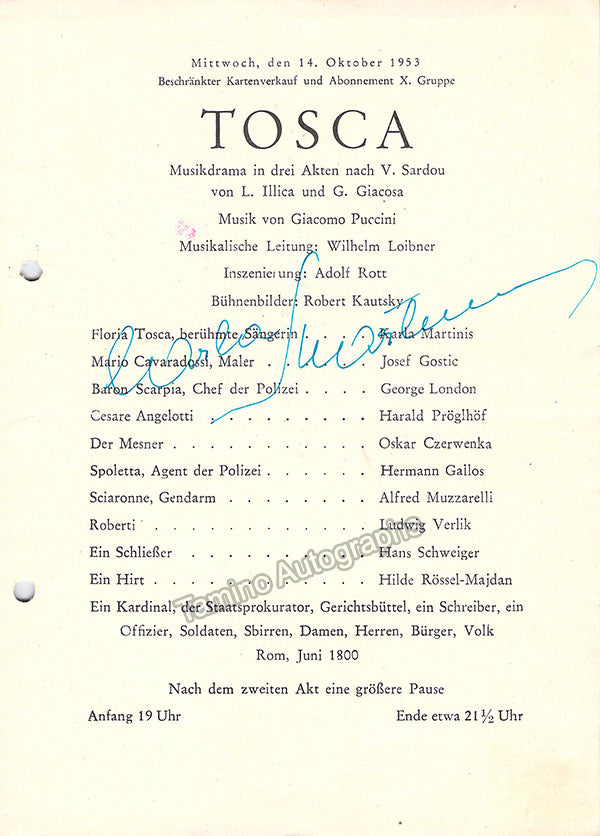 Mittwoch, den 14. Oktober 1953
Beschränkter Kartenverkauf und Abonnement X. Gruppe
TOSCA
Musikdrama in drei Akten nach V. Sardou
von L. Illica und G. Giacosa
Musik von Giacomo Puccini
Musikalische Leitung: Wilhelm Loibner
Inszenierung: Adolf Rott
Bühnenbilder: Robert Kautsky
Floria Tosca, berühmte Sängerin . . . . Karla Martinis
Mario Cavaradossi, Maler . . . . . . Josef Gostic
Baron Scarpia, Chef der Polizei . . . . George London
Cesare Angelotti . . . . . . . . Harald Pröglhöf
Der Mesner . . . . . . . . . . Oskar Czerwenka
Spoletta, Agent der Polizei . . . . . . Hermann Gallos
Sciaronne, Gendarm . . . . . . . . Alfred Muzzarelli
Roberti . . . . . . . . . . . Ludwig Verlik
Ein Schließer . . . . . . . . . . Hans Schweiger
Ein Hirt . . . . . . . . . . . Hilde Rössel-Majdan
Ein Kardinal, der Staatsprokurator, Gerichtsbüttel, ein Schreiber, ein
Offizier, Soldaten, Sbirren, Damen, Herren, Bürger, Volk
Rom, Juni 1800
Nach dem zweiten Akt eine größere Pause
Anfang 19 Uhr Ende etwa 21½ Uhr
Tamino Autographs